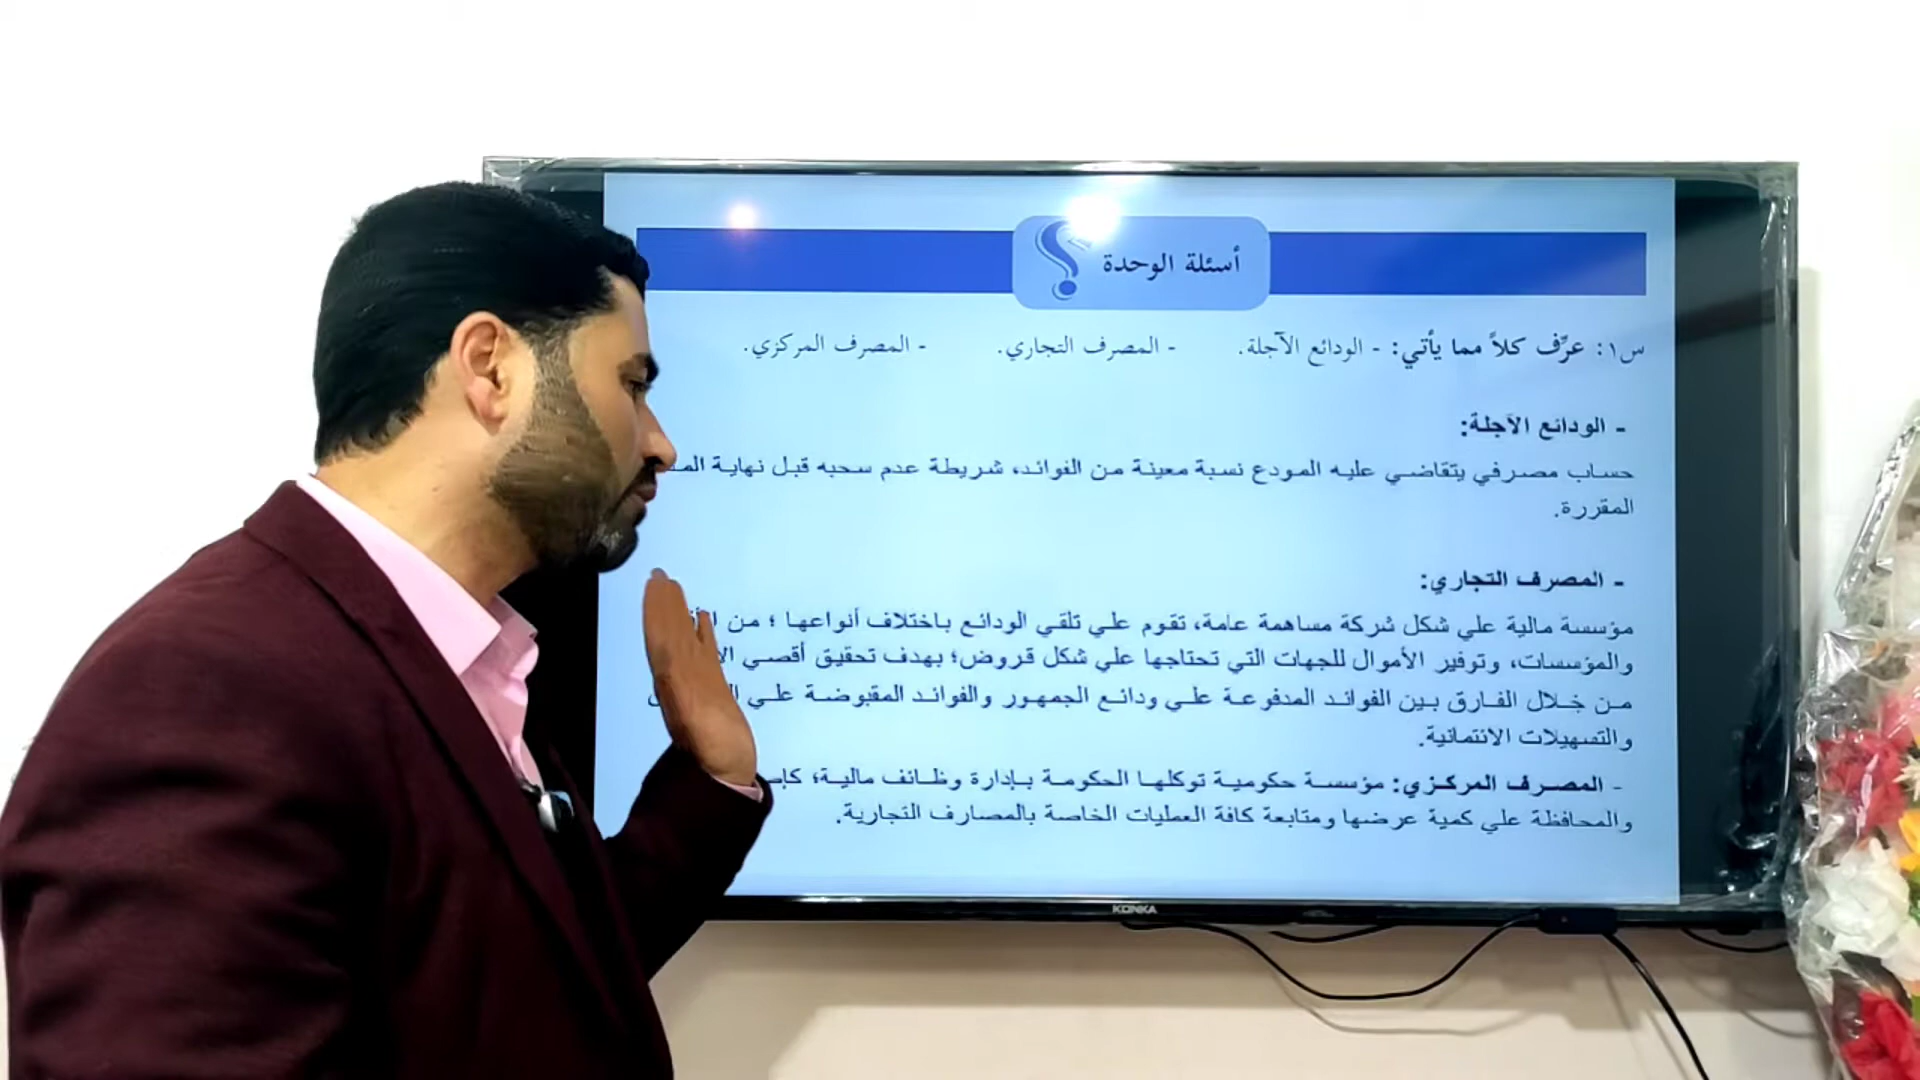 أسئلة الوحدة
س١: عرِّف كلاً مما يأتي: - الودائع الآجلة. - المصرف التجاري. - المصرف المركزي.
- الودائع الآجلة:
حساب مصرفي يتقاضي عليه المودع نسبة معينة من الفوائد، شريطة عدم سحبه قبل نهاية
المقررة.
- المصرف التجاري:
مؤسسة مالية علي شكل شركة مساهمة عامة، تقوم علي تلقي الودائع باختلاف أنواعها ؛ من
والمؤسسات، وتوفير الأموال للجهات التي تحتاجها علي شكل قروض؛ بهدف تحقيق أقصي
من خلال الفارق بين الفوائد المدفوعة علي ودائع الجمهور والفوائد المقبوضة علي
والتسهيلات الائتمانية.
- المصرف المركزي: مؤسسة حكومية توكلها الحكومة بإدارة وظائف مالية؛
والمحافظة علي كمية عرضها ومتابعة كافة العمليات الخاصة بالمصارف التجارية.
KONKA